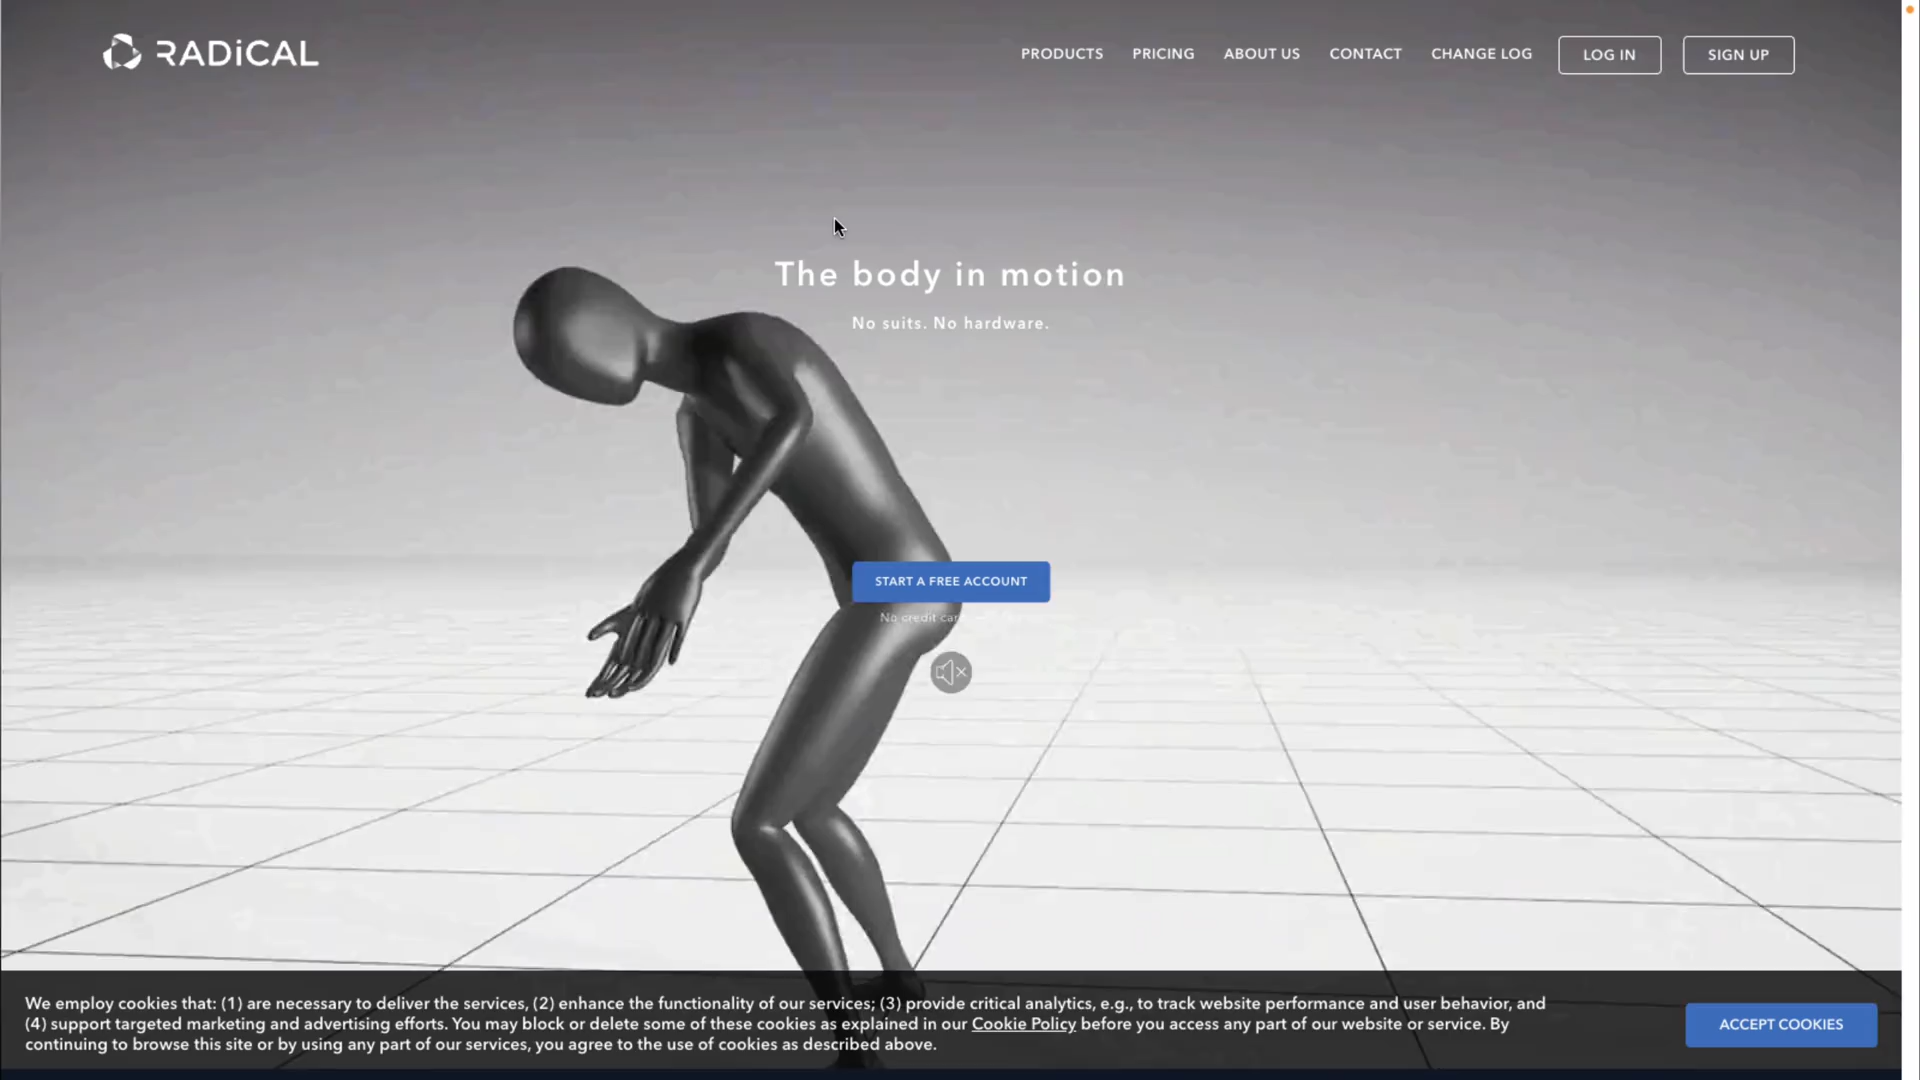 RADiCAL
PRODUCTS PRICING ABOUT US CONTACT CHANGE LOG LOG IN SIGN UP
The body in motion
No suits. No hardware.
START A FREE ACCOUNT
No credit
We employ cookies that: (1) are necessary to deliver the services, (2) enhance the functionality of our services; (3) provide critical analytics, e.g., to track website performance and user behavior, and
(4) support targeted marketing and advertising efforts. You may block or delete some of these cookies as explained in our Cookie Policy before you access any part of our website or service. By
continuing to browse this site or by using any part of our services, you agree to the use of cookies as described above.
ACCEPT COOKIES